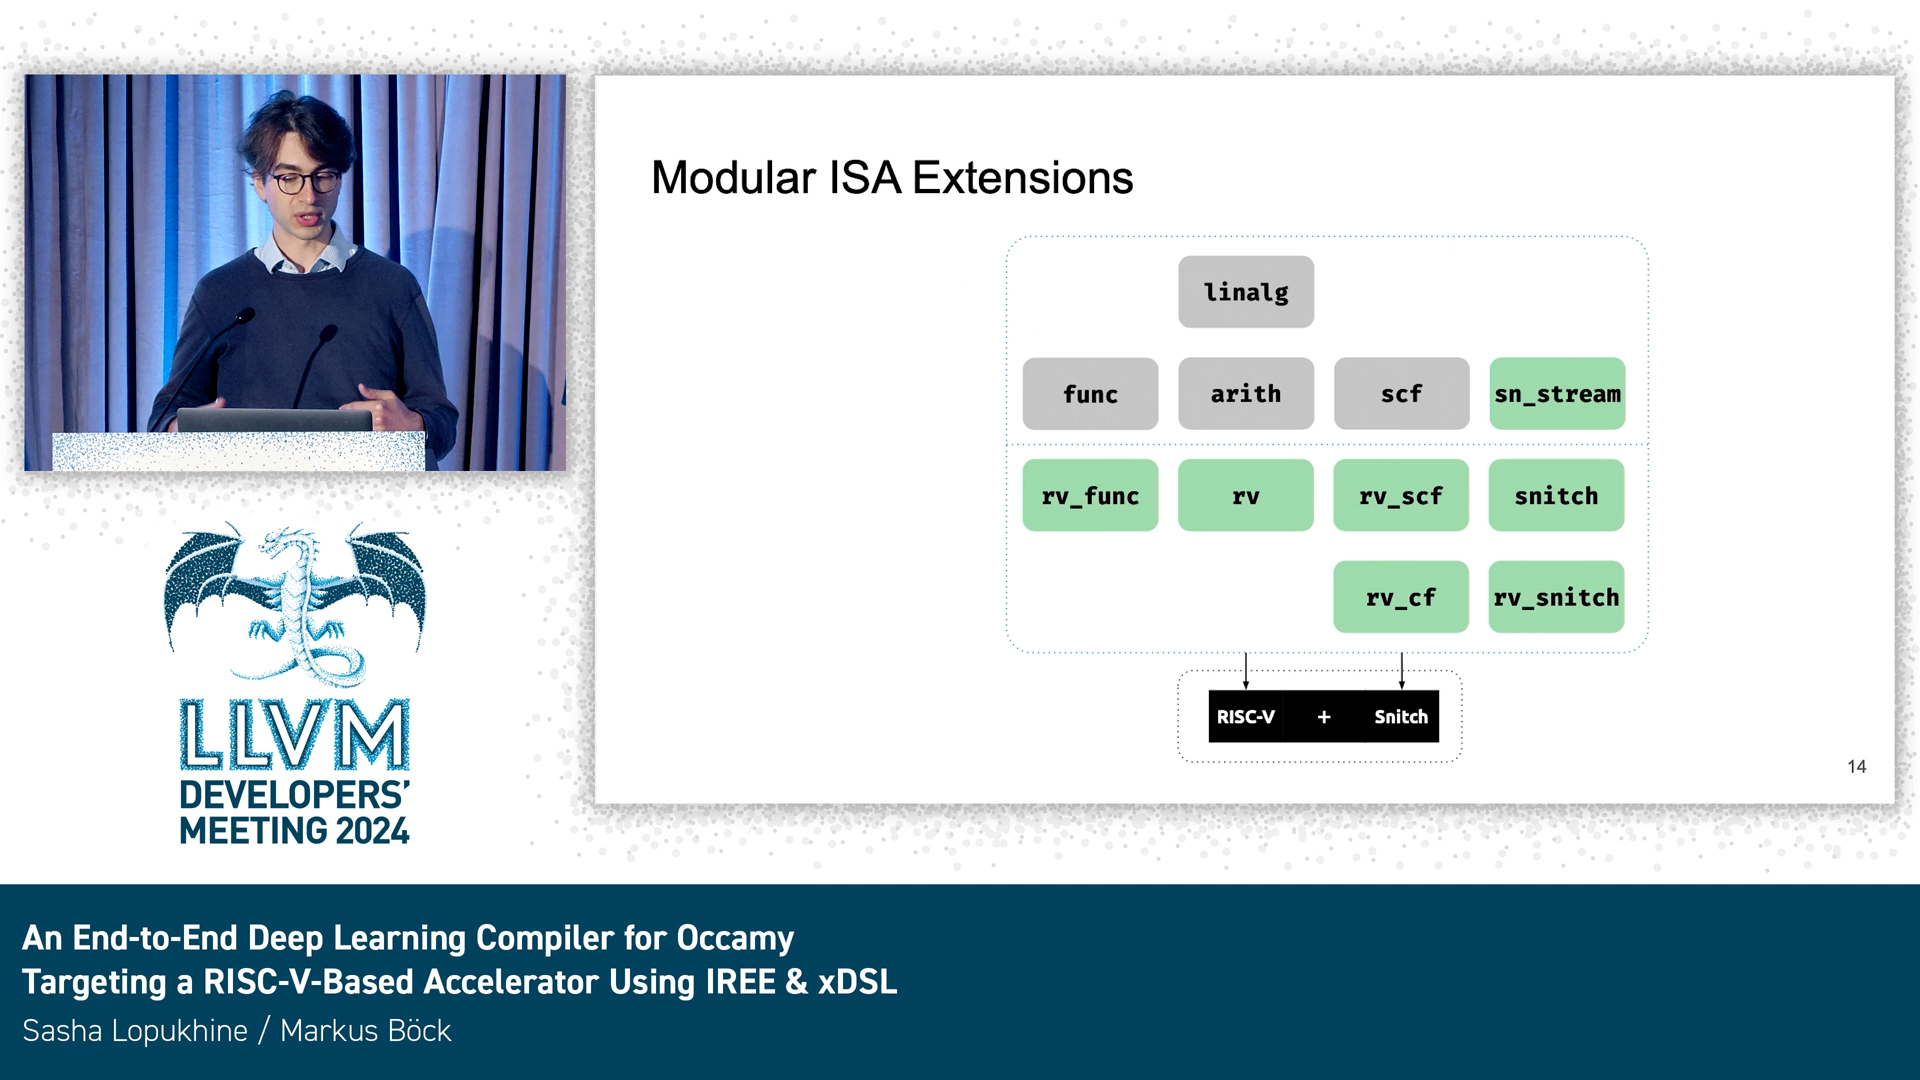 Modular ISA Extensions
linalg
func arith scf sn_stream
rv_func rv rv_scf snitch
rv_cf rv_snitch
RISC-V + Snitch
14
LLVM
DEVELOPERS'
MEETING 2024
An End-to-End Deep Learning Compiler for Occamy
Targeting a RISC-V-Based Accelerator Using IREE & xDSL
Sasha Lopukhine / Markus Böck